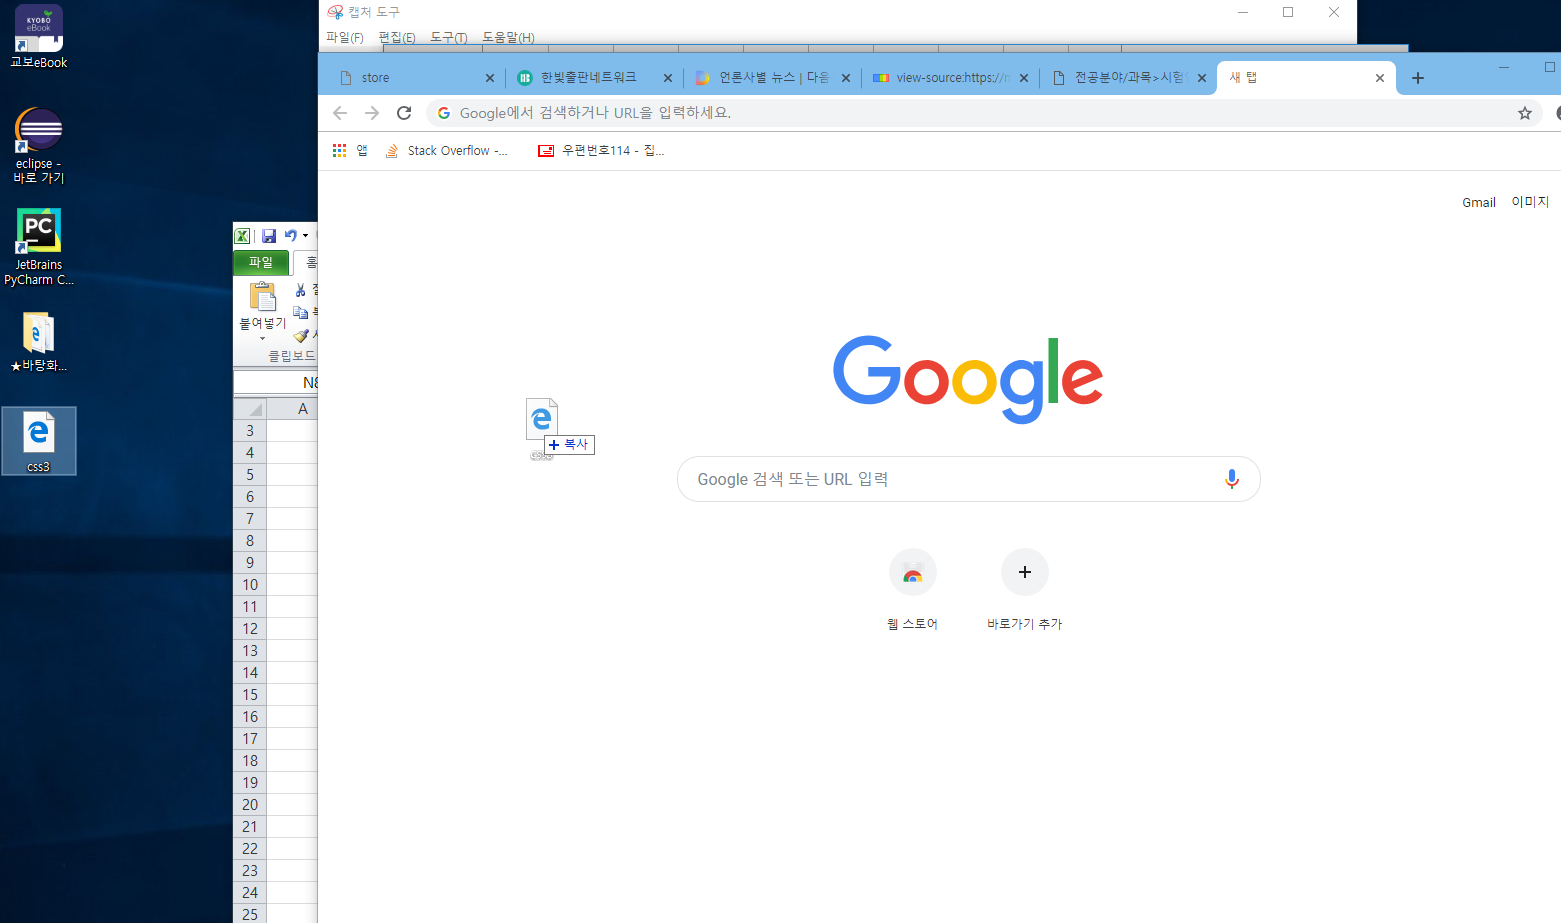 KYOBO
eBook
교보eBook
eclipse -
바로 가기
PC
JetBrains
PyCharm C...
★바탕화...
css3
캡처 도구
파일(F) 편집(E) 도구(T) 도움말(H)
store
한빛출판네트워크
언론사별 뉴스 | 다음
view-source:https://
전공분야/과목>시험
새 탭
Google에서 검색하거나 URL을 입력하세요.
앱
Stack Overflow -...
우편번호114 - 집...
Gmail 이미지
파일 홈
붙여넣기
클립보드
A
3
4
5
6
7
8
9
10
11
12
13
14
15
16
17
18
19
20
21
22
23
24
25
Google
복사
Google 검색 또는 URL 입력
웹 스토어
바로가기 추가